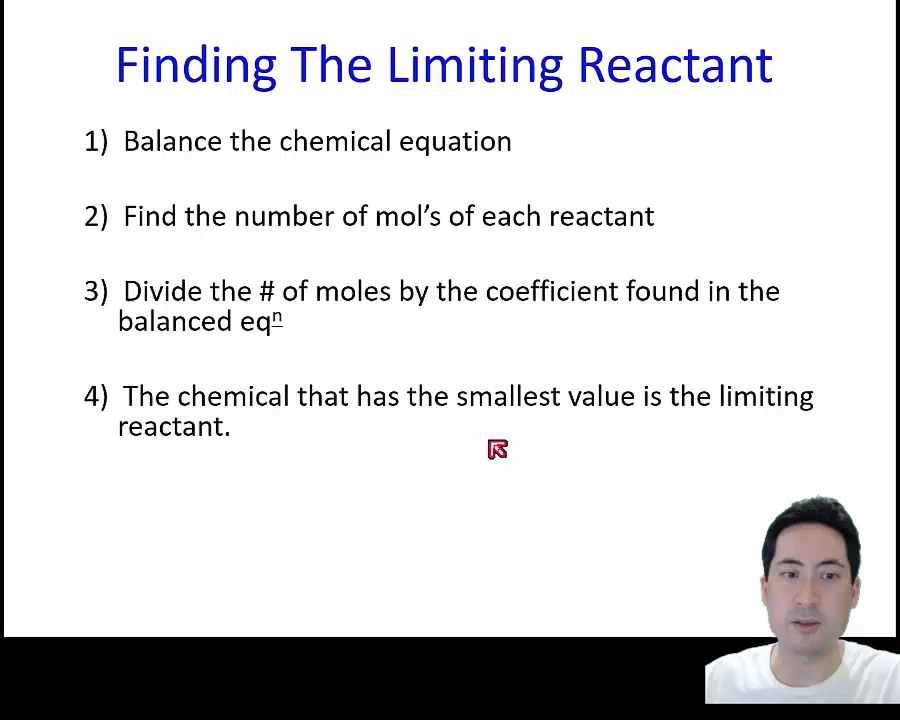 Finding The Limiting Reactant
1) Balance the chemical equation
2) Find the number of mol’s of each reactant
3) Divide the # of moles by the coefficient found in the
balanced eqⁿ
4) The chemical that has the smallest value is the limiting
reactant.